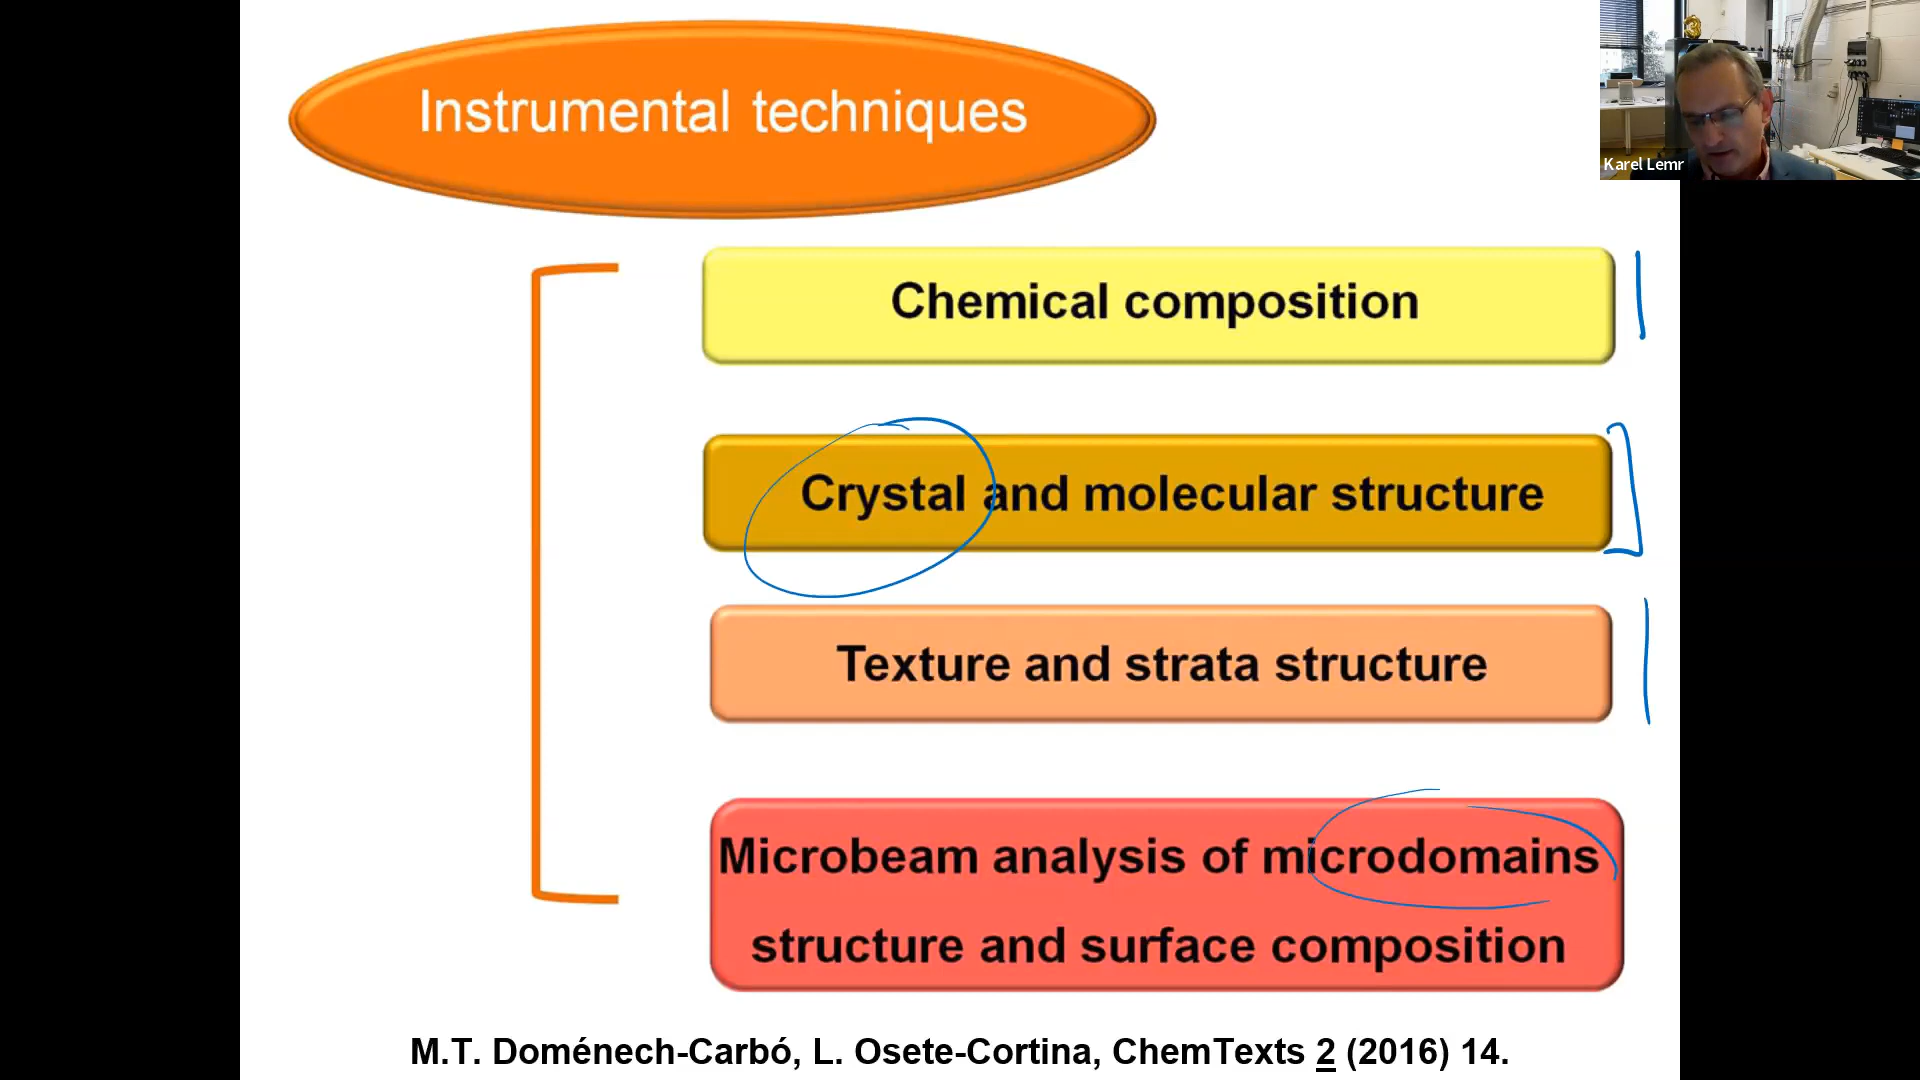 Instrumental techniques
Karel Lemr
Chemical composition
Crystal and molecular structure
Texture and strata structure
Microbeam analysis of microdomains
structure and surface composition
M.T. Doménech-Carbó, L. Osete-Cortina, ChemTexts 2 (2016) 14.